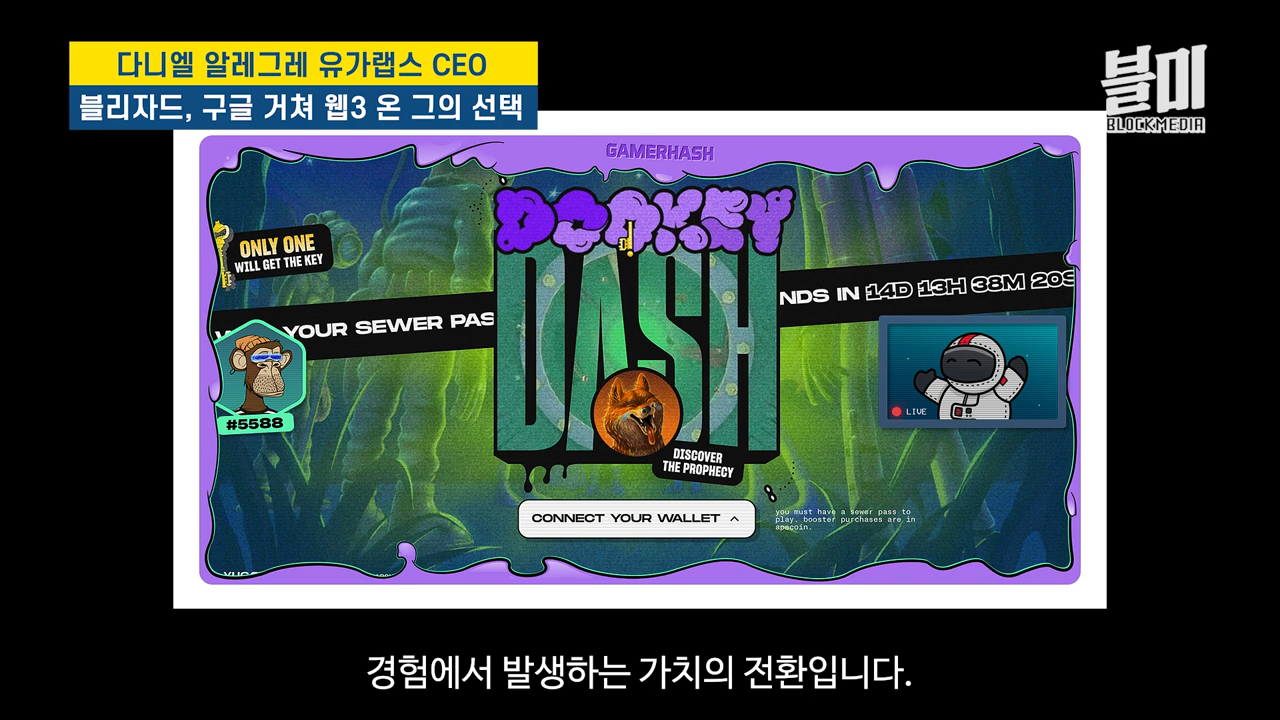 다니엘 알레그레 유가랩스 CEO
블리자드, 구글 거쳐 웹3 온 그의 선택
블미
BLOCKMEDIA
GAMERHASH
DOOKEY
DASH
ONLY ONE
WILL GET THE KEY
YOUR SEWER PAS
NDS IN 14D 13H 38M 20S
#5588
LIVE
DISCOVER
THE PROPHECY
CONNECT YOUR WALLET
you must have a sewer pass to
play. booster purchases are in
apecoin.
경험에서 발생하는 가치의 전환입니다.